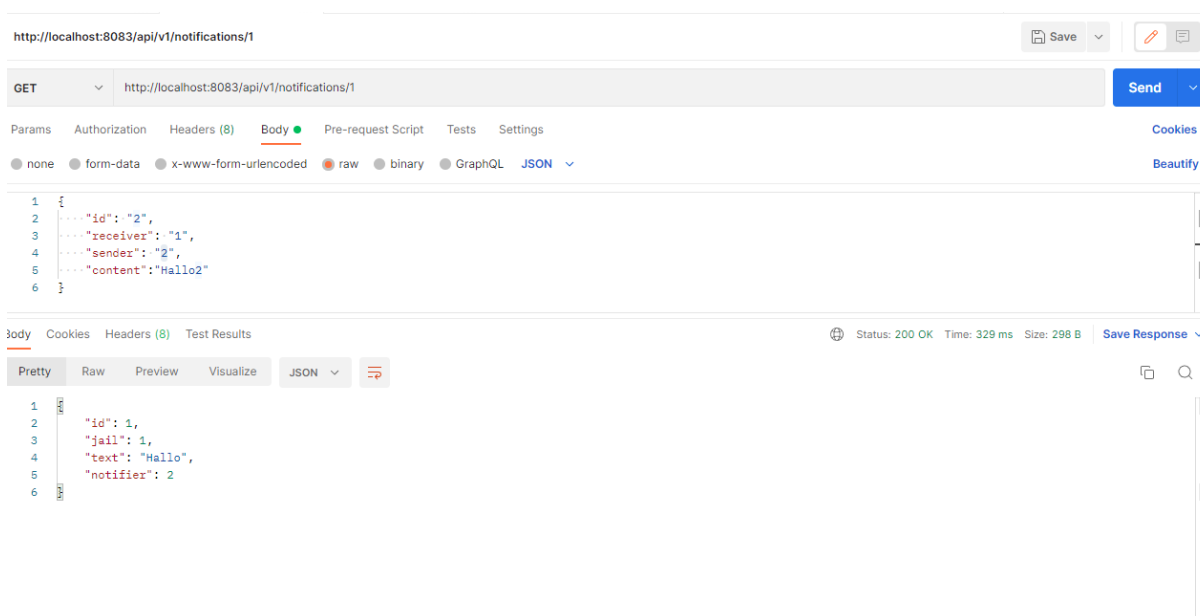 http://localhost:8083/api/v1/notifications/1
Save
GET http://localhost:8083/api/v1/notifications/1 Send
Params Authorization Headers (8) Body Pre-request Script Tests Settings Cookies
none form-data x-www-form-urlencoded raw binary GraphQL JSON Beautify
1 {
2 ····"id":·"2",
3 ····"receiver":·"1",
4 ····"sender":·"2",
5 ····"content":"Hallo2"
6 }
Body Cookies Headers (8) Test Results Status: 200 OK Time: 329 ms Size: 298 B Save Response
Pretty Raw Preview Visualize JSON
1 {
2 "id": 1,
3 "jail": 1,
4 "text": "Hallo",
5 "notifier": 2
6 }